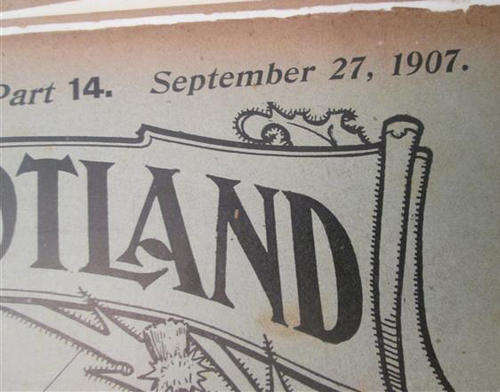 Part 14. September 27, 1907.
OTLAND